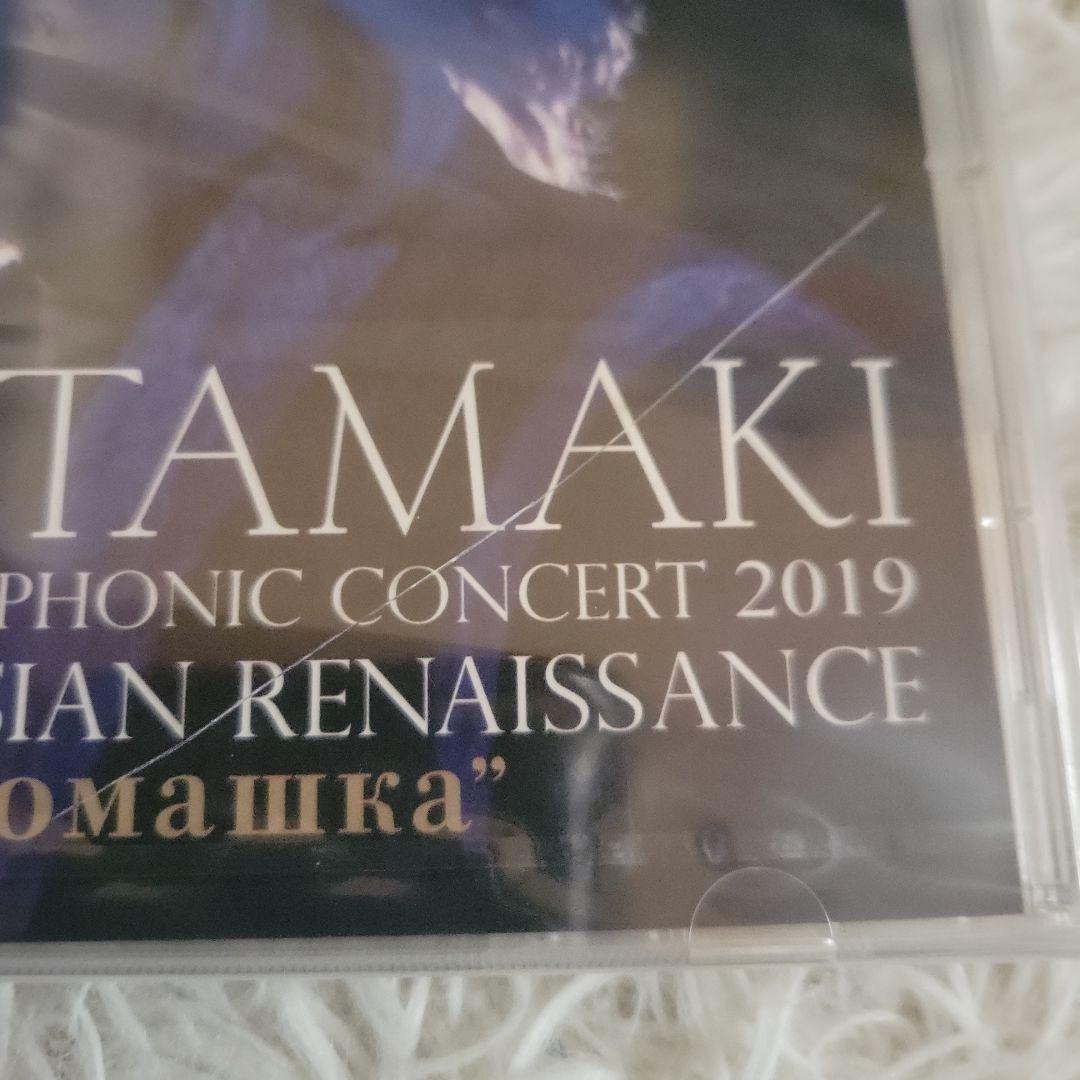 TAMAKI
PHONIC CONCERT 2019
SIAN RENAISSANCE
омашка”